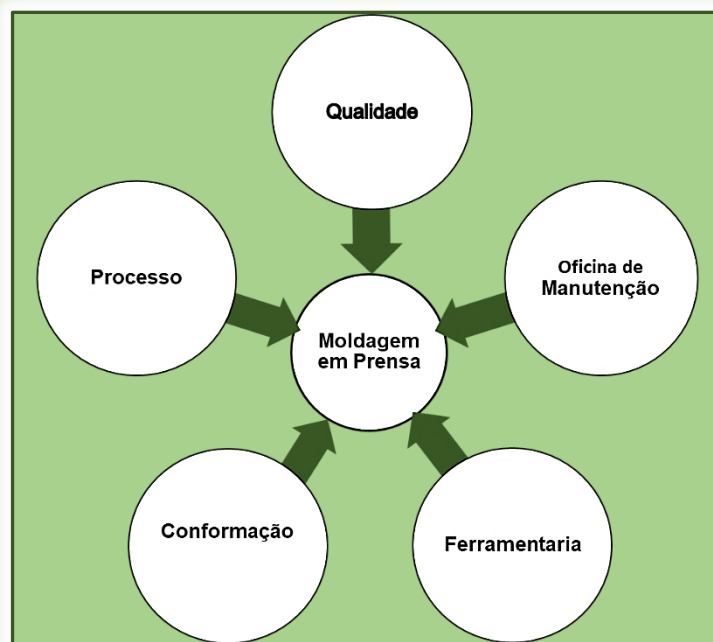 Qualidade
Processo
Oficina de
Manutenção
Moldagem
em Prensa
Conformação
Ferramentaria